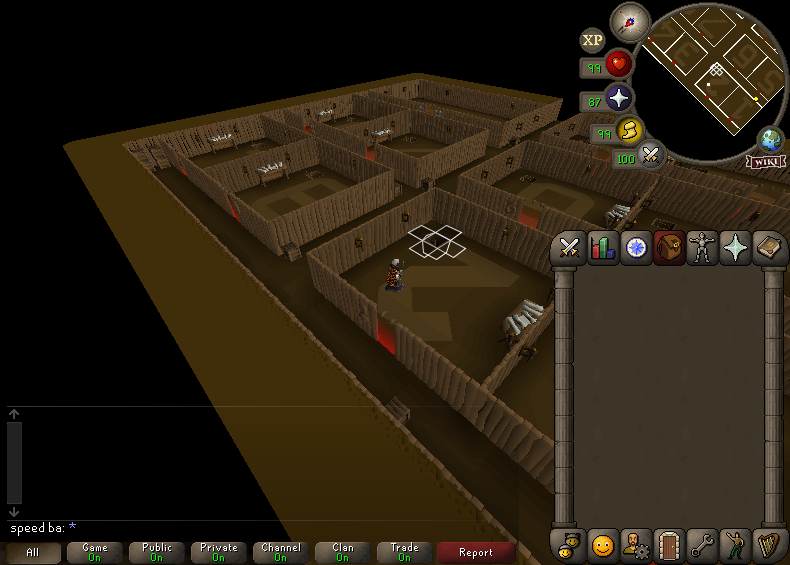 XP
99
87
99
100
WIKI
speed ba: *
All
Game
On
Public
On
Private
On
Channel
On
Clan
On
Trade
On
Report